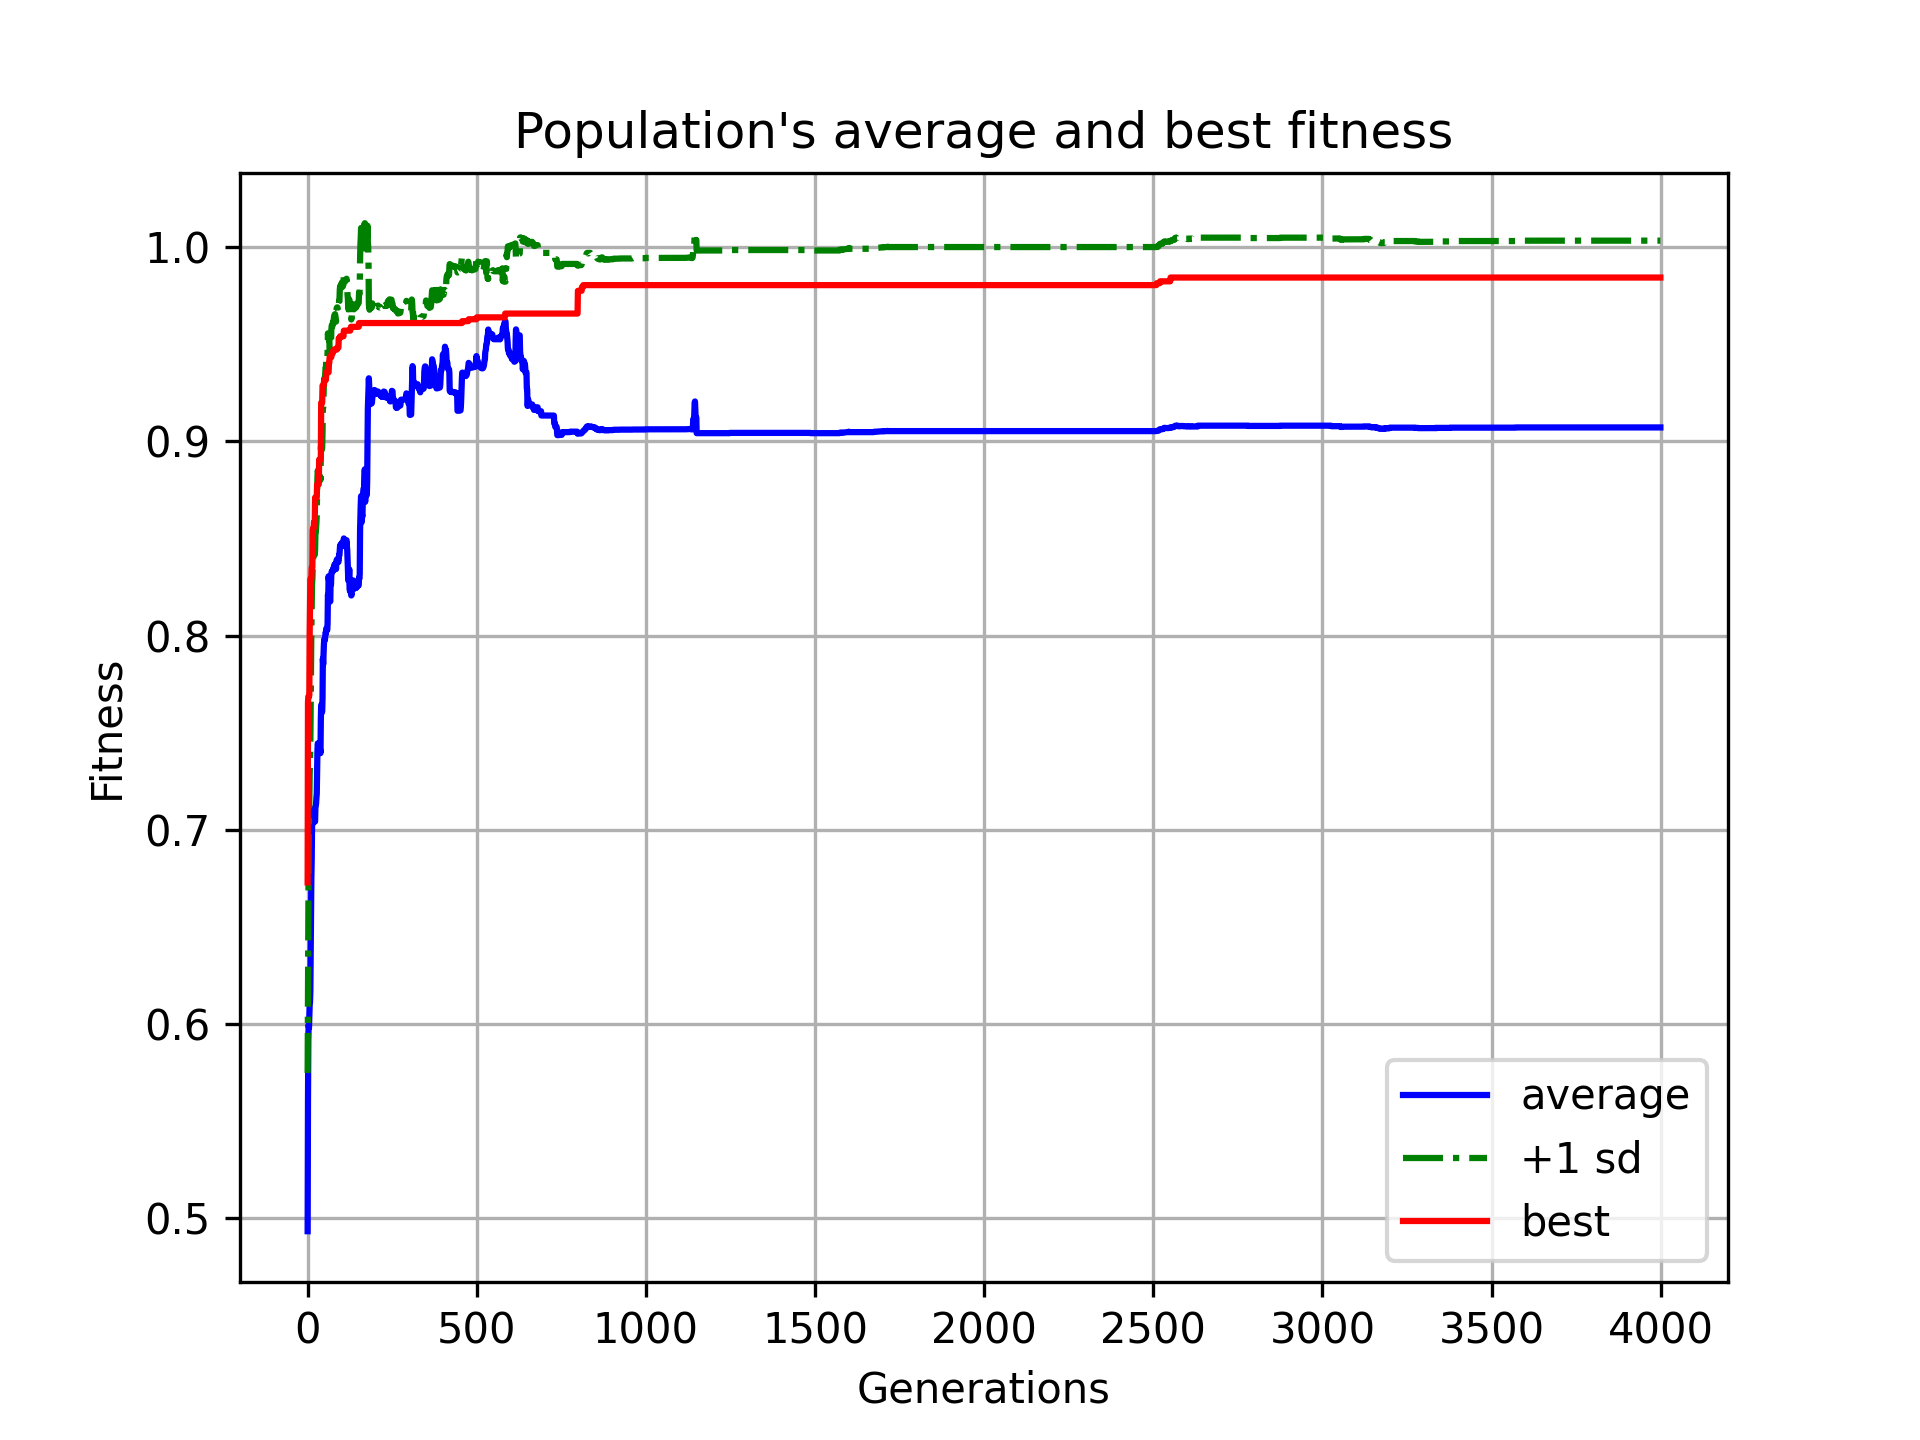 Population's average and best fitness
Fitness
1.0
0.9
0.8
0.7
0.6
0.5
0 500 1000 1500 2000 2500 3000 3500 4000
Generations
average
+1 sd
best